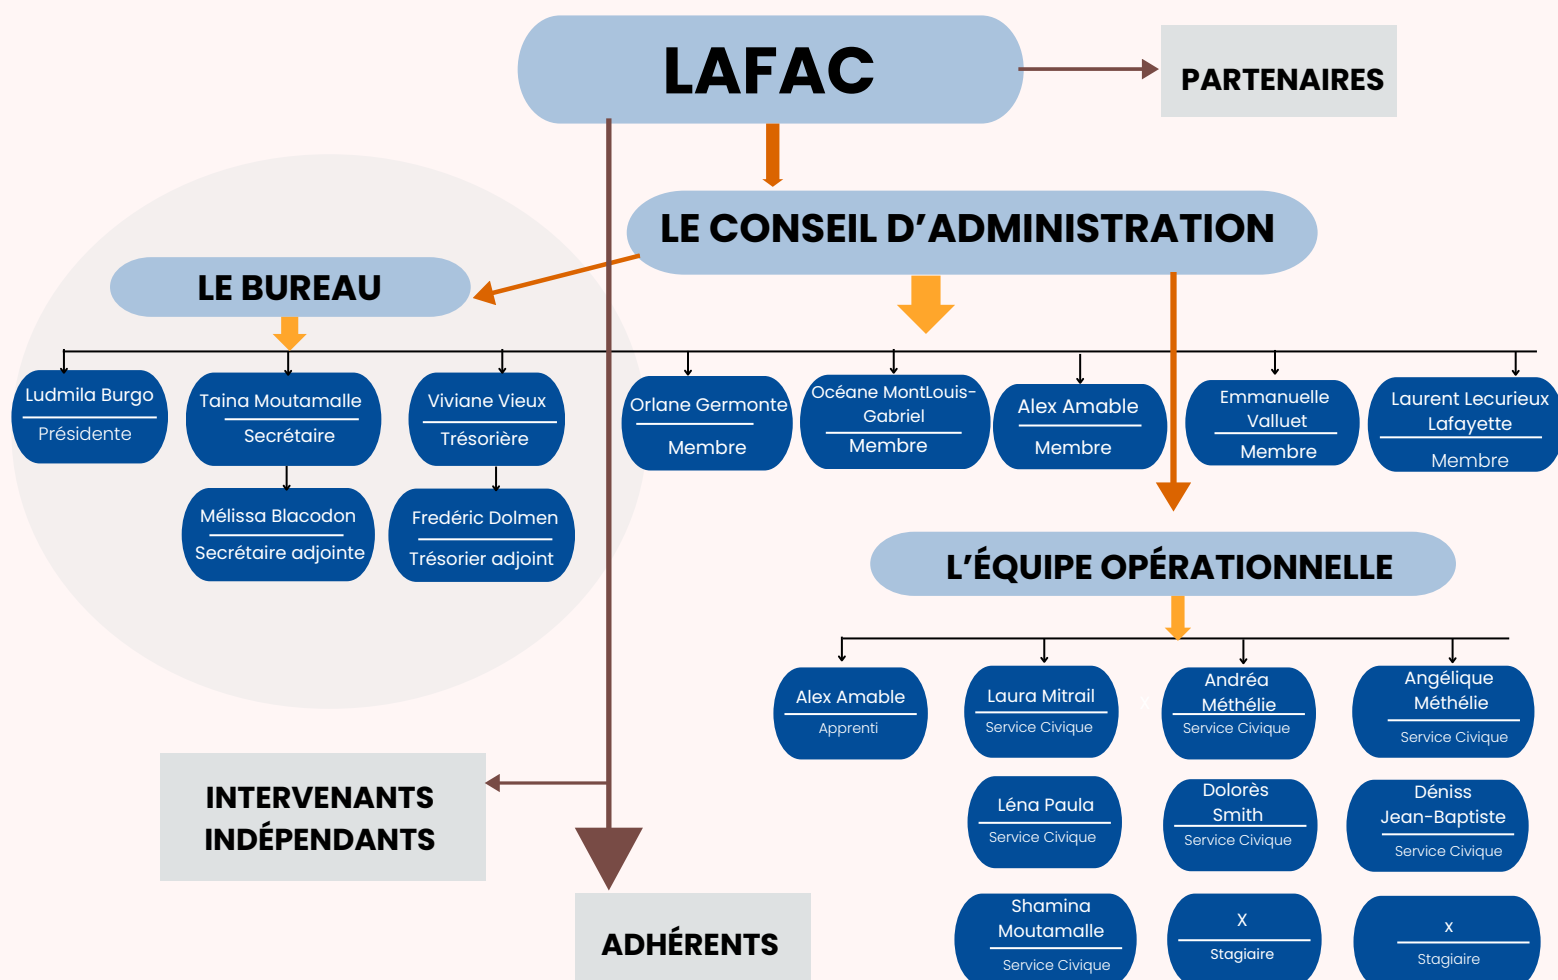 LAFAC
PARTENAIRES
LE CONSEIL D’ADMINISTRATION
LE BUREAU
Ludmila Burgo
Présidente
Taina Moutamalle
Secrétaire
Viviane Vieux
Trésorière
Orlane Germonte
Membre
Océane MontLouis-
Gabriel
Membre
Alex Amable
Membre
Emmanuelle
Valluet
Membre
Laurent Lecurieux
Lafayette
Membre
Mélissa Blacodon
Secrétaire adjointe
Fredéric Dolmen
Trésorier adjoint
L’ÉQUIPE OPÉRATIONNELLE
Alex Amable
Apprenti
Laura Mitrail
Service Civique
Andréa
Méthélie
Service Civique
Angélique
Méthélie
Service Civique
Léna Paula
Service Civique
Dolorès
Smith
Service Civique
Déniss
Jean-Baptiste
Service Civique
Shamina
Moutamalle
Service Civique
X
Stagiaire
x
Stagiaire
INTERVENANTS
INDÉPENDANTS
ADHÉRENTS